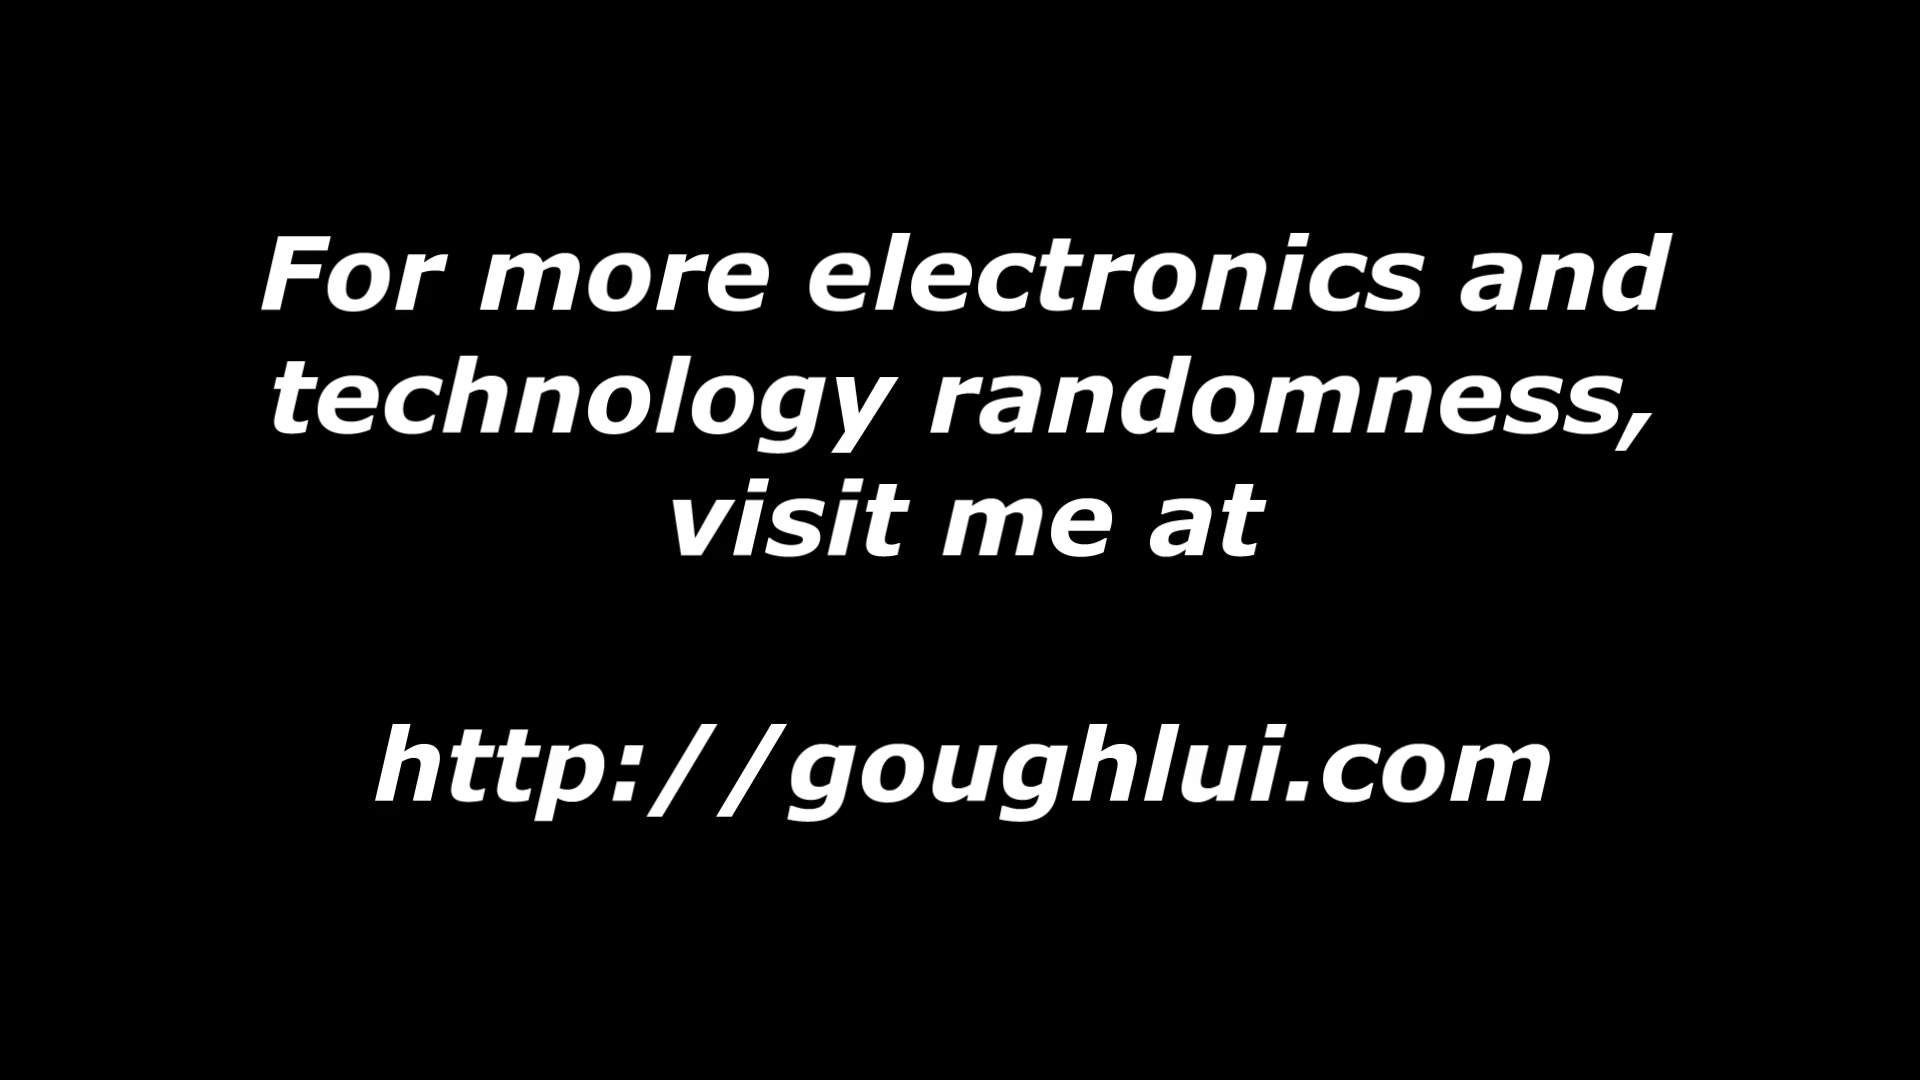 For more electronics and
technology randomness,
visit me at
http://goughlui.com